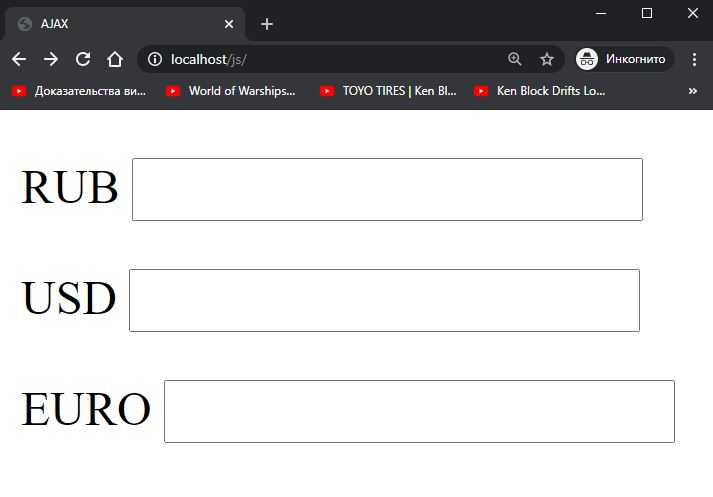 AJAX
localhost/js/
Инкогнито
Доказательства ви... World of Warships... TOYO TIRES | Ken Bl... Ken Block Drifts Lo...
RUB
USD
EURO